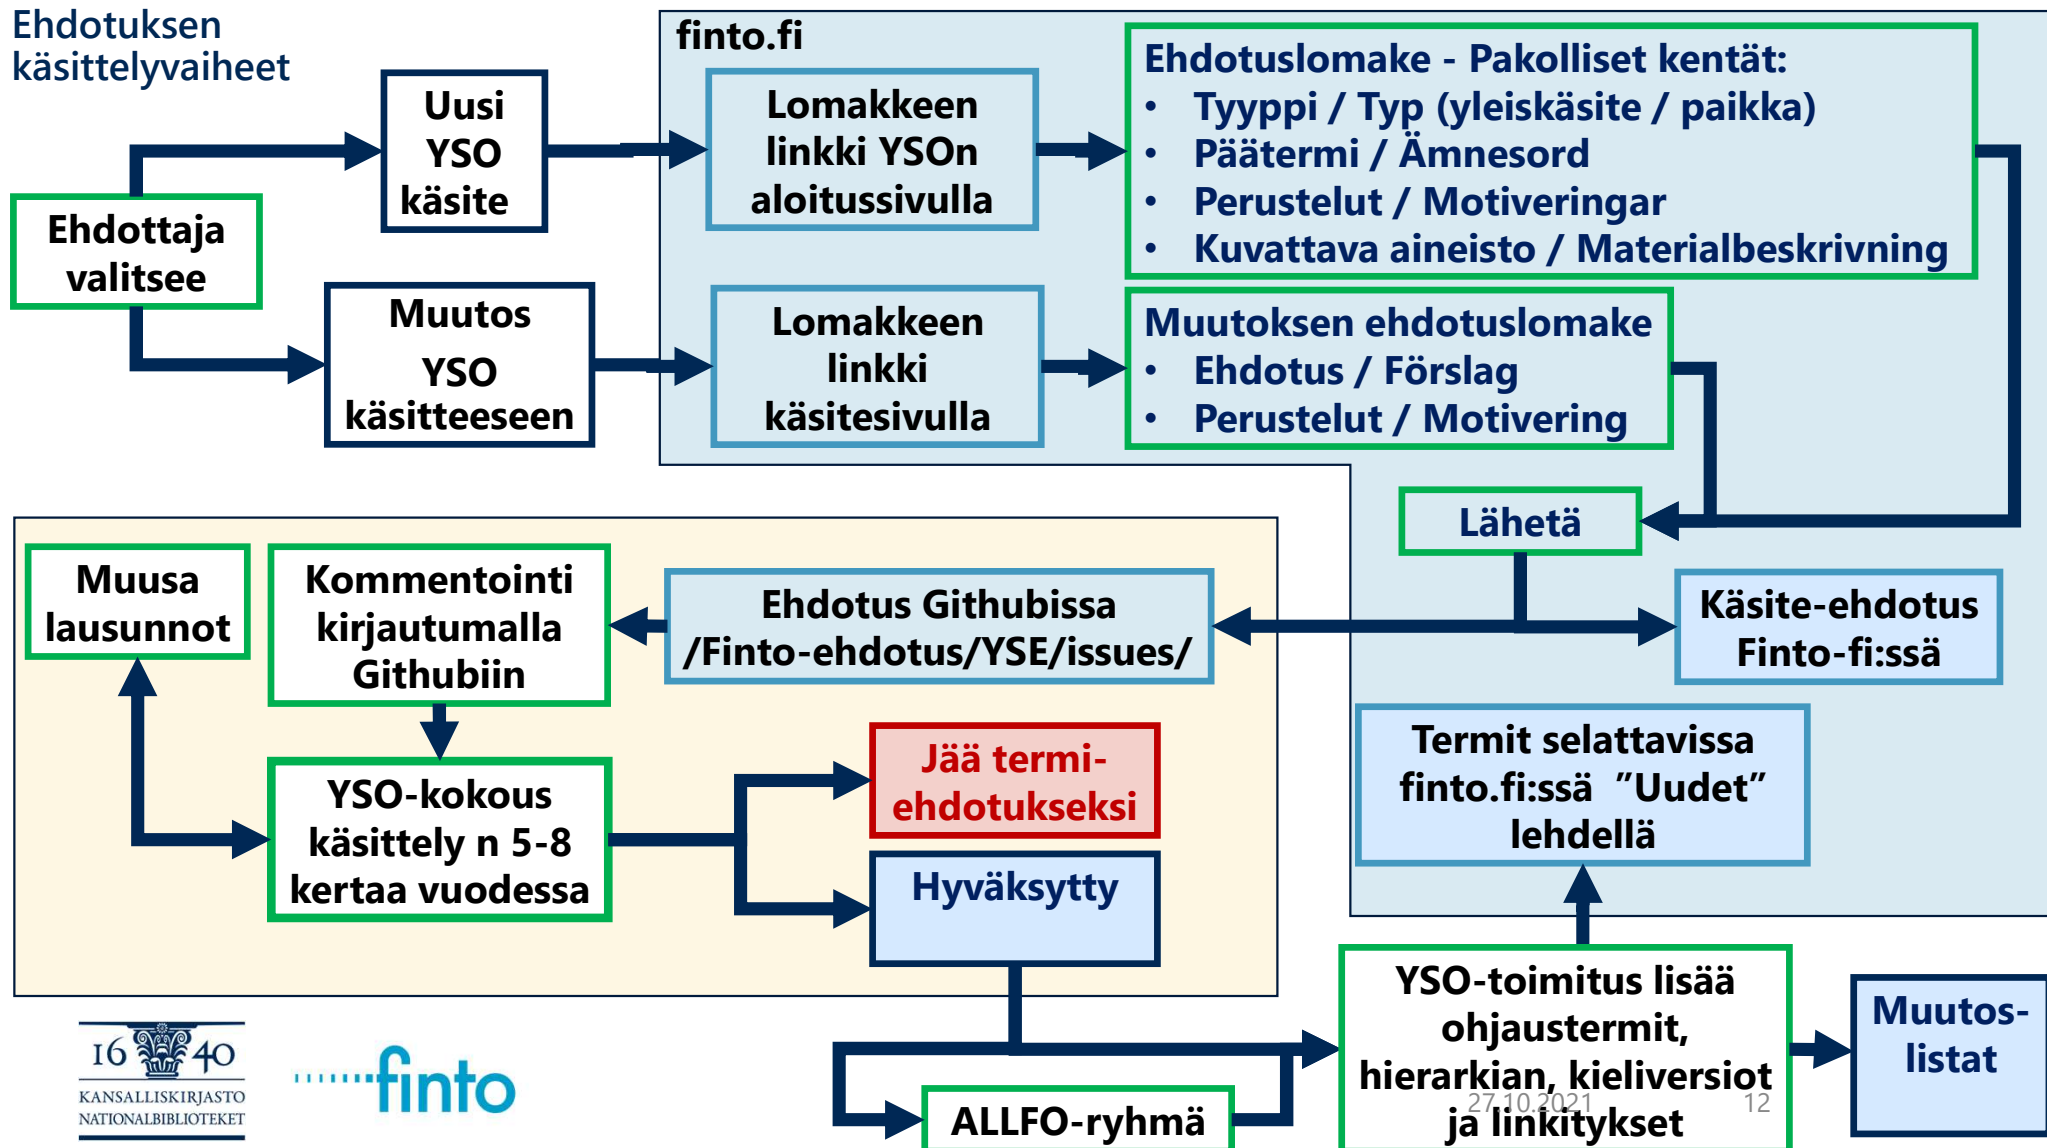 Ehdotuksen
käsittelyvaiheet
finto.fi
Ehdottaja
valitsee
Uusi
YSO
käsite
Lomakkeen
linkki YSOn
aloitussivulla
Ehdotuslomake - Pakolliset kentät:
• Tyyppi / Typ (yleiskäsite / paikka)
• Päätermi / Ämnesord
• Perustelut / Motiveringar
• Kuvattava aineisto / Materialbeskrivning
Muutos
YSO
käsitteeseen
Lomakkeen
linkki
käsitesivulla
Muutoksen ehdotuslomake
• Ehdotus / Förslag
• Perustelut / Motivering
Lähetä
Muusa
lausunnot
Kommentointi
kirjautumalla
Githubiin
Ehdotus Githubissa
/Finto-ehdotus/YSE/issues/
Käsite-ehdotus
Finto-fi:ssä
YSO-kokous
käsittely n 5-8
kertaa vuodessa
Jää termi-
ehdotukseksi
Hyväksytty
Termit selattavissa
finto.fi:ssä ”Uudet”
lehdellä
YSO-toimitus lisää
ohjaustermit,
hierarkian, kieliversiot
ja linkitykset
Muutos-
listat
ALLFO-ryhmä
27.10.2021
12
16 40
KANSALLISKIRJASTO
NATIONALBIBLIOTEKET
finto